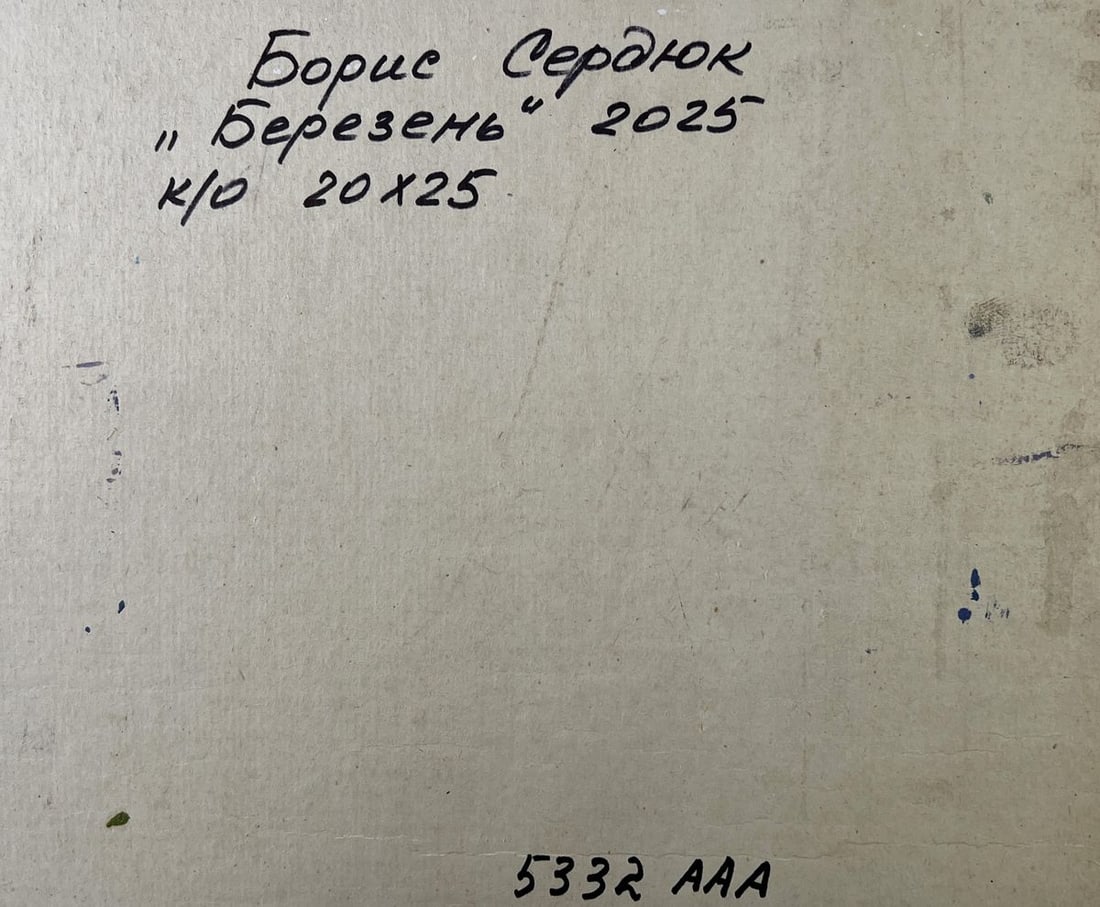 Борис Сердюк
„Березень“ 2025
к/о 20х25
5332 ААА